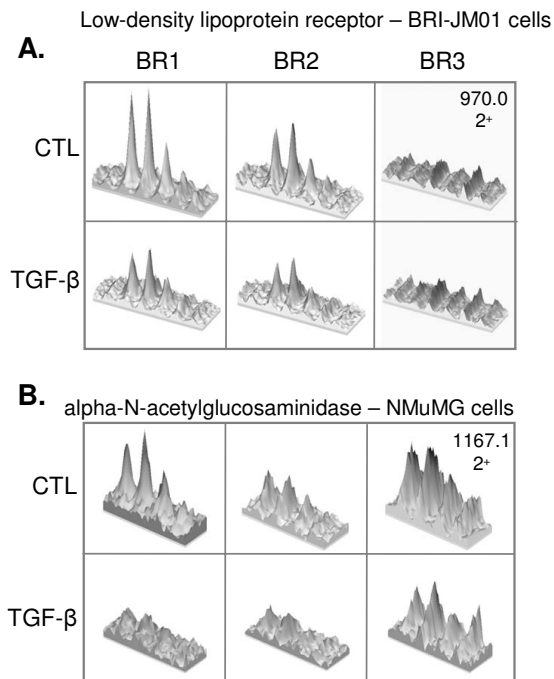 Low-density lipoprotein receptor – BRI-JM01 cells
A.
BR1 BR2 BR3
CTL
970.0
2+
TGF-β
B.
alpha-N-acetylglucosaminidase – NMuMG cells
CTL
1167.1
2+
TGF-β